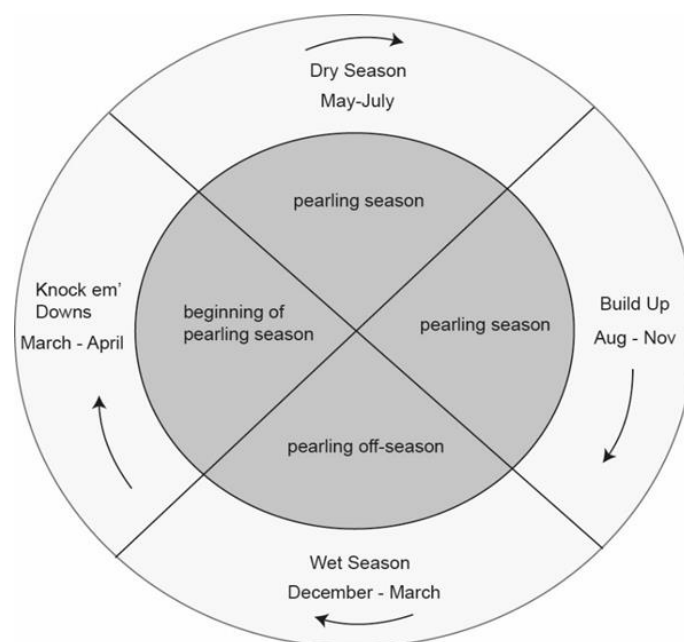 Dry Season
May-July
pearling season
Knock em’
Downs
March - April
beginning of
pearling season
pearling season
Build Up
Aug - Nov
pearling off-season
Wet Season
December - March